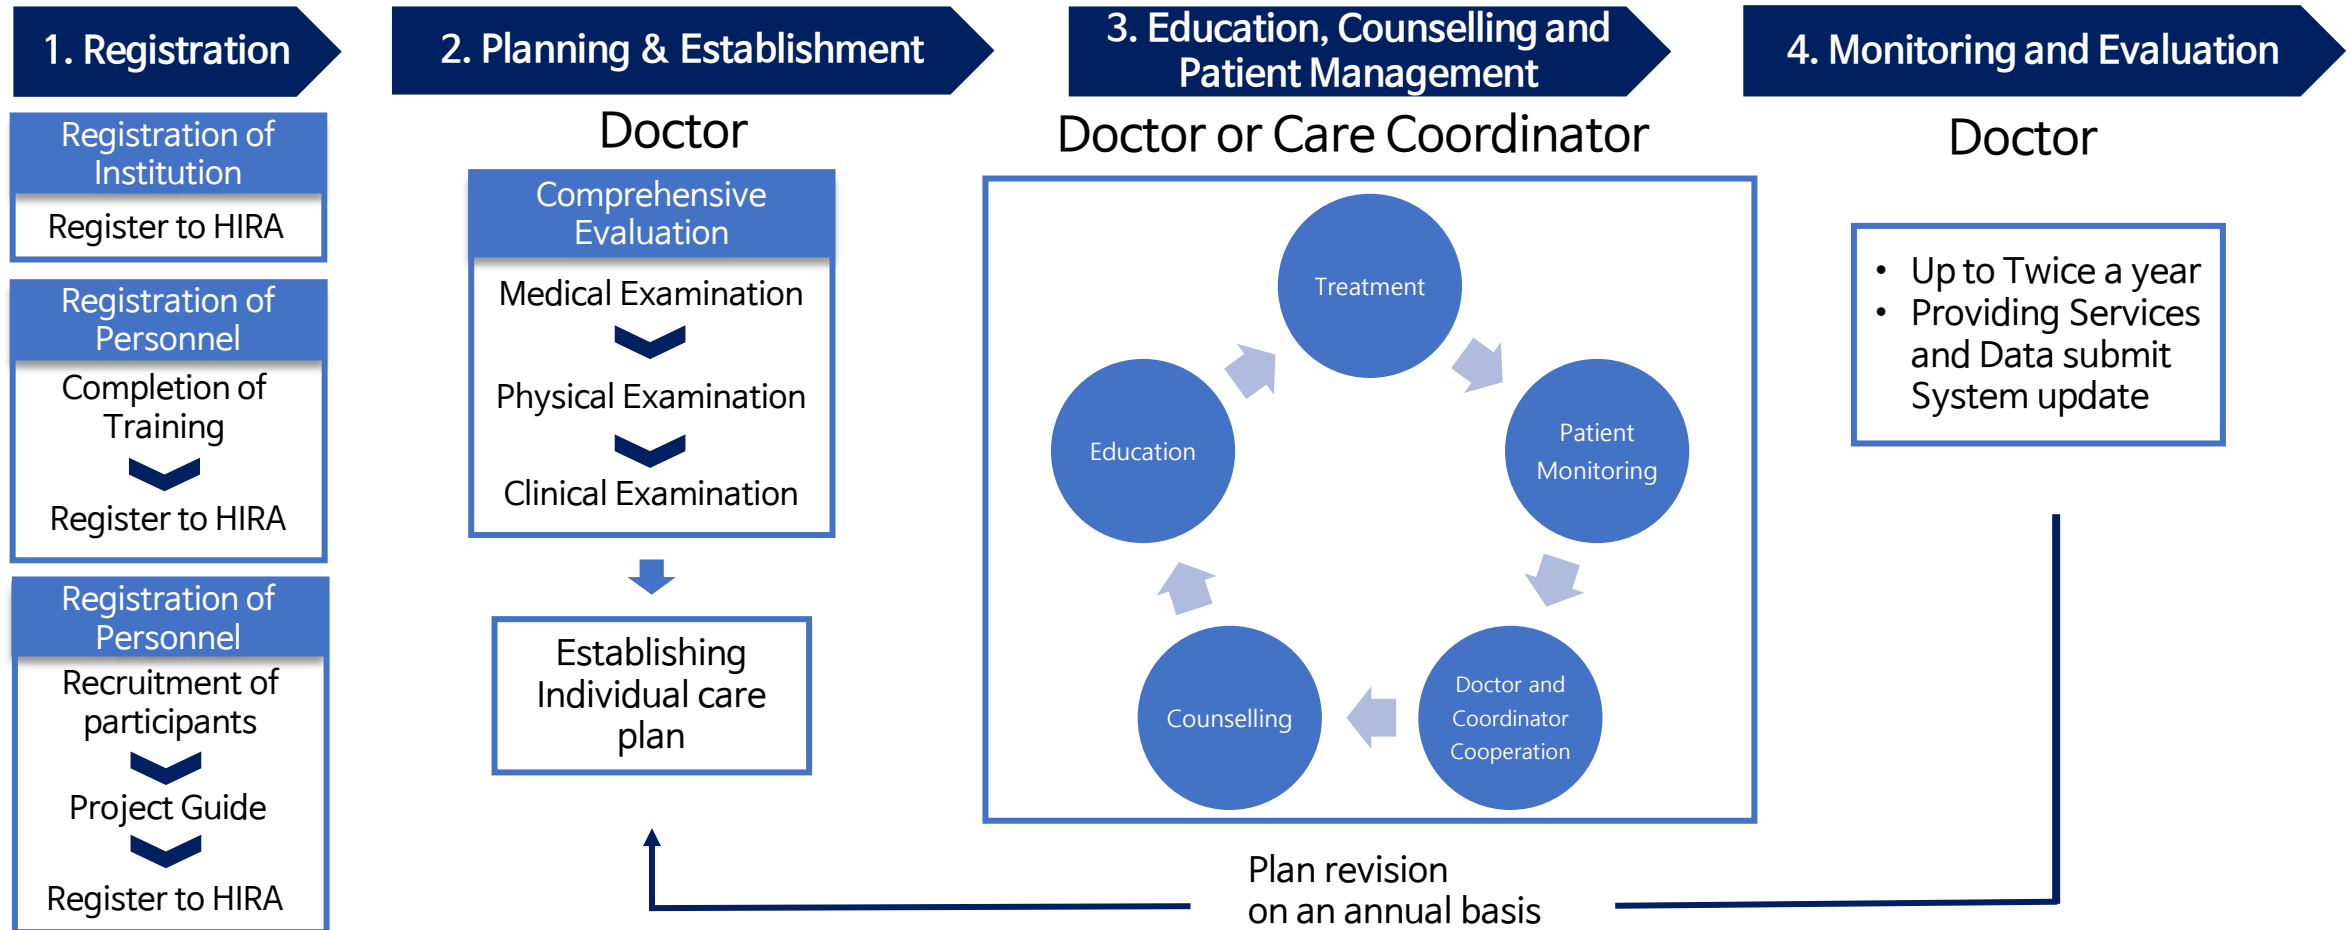 1. Registration
Registration of
Institution
Register to HIRA
Registration of
Personnel
Completion of
Training
Register to HIRA
Registration of
Personnel
Recruitment of
participants
Project Guide
Register to HIRA
2. Planning & Establishment
Doctor
Comprehensive
Evaluation
Medical Examination
Physical Examination
Clinical Examination
Establishing
Individual care
plan
3. Education, Counselling and
Patient Management
Doctor or Care Coordinator
Treatment
Patient
Monitoring
Doctor and
Coordinator
Cooperation
Counselling
Education
4. Monitoring and Evaluation
Doctor
• Up to Twice a year
• Providing Services
and Data submit
System update
Plan revision
on an annual basis